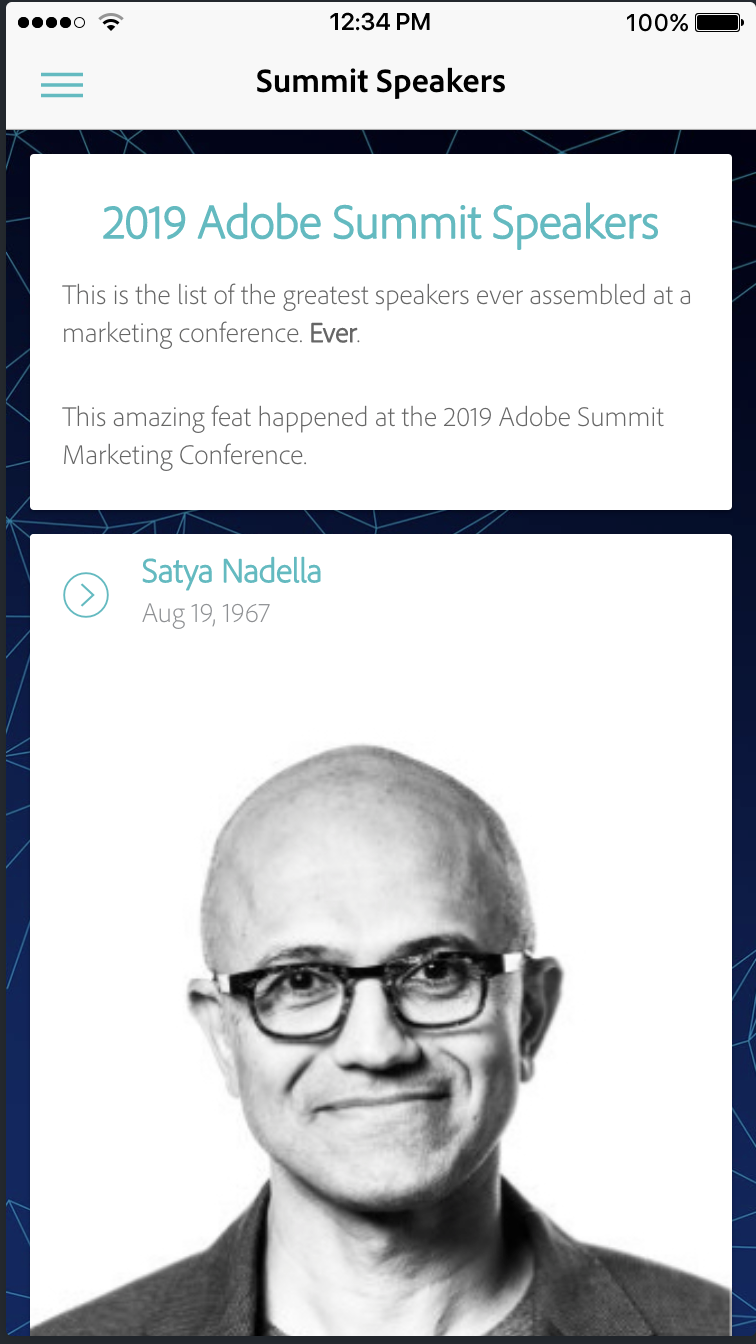 12:34 PM
100%
Summit Speakers
2019 Adobe Summit Speakers
This is the list of the greatest speakers ever assembled at a
marketing conference. Ever.
This amazing feat happened at the 2019 Adobe Summit
Marketing Conference.
Satya Nadella
Aug 19, 1967